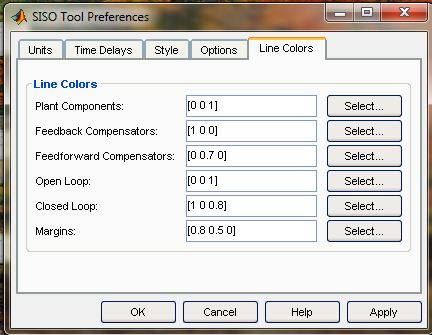 SISO Tool Preferences
Units Time Delays Style Options Line Colors
Line Colors
Plant Components: [0 0 1] Select...
Feedback Compensators: [1 0 0] Select...
Feedforward Compensators: [0 0.7 0] Select...
Open Loop: [0 0 1] Select...
Closed Loop: [1 0 0.8] Select...
Margins: [0.8 0.5 0] Select...
OK Cancel Help Apply